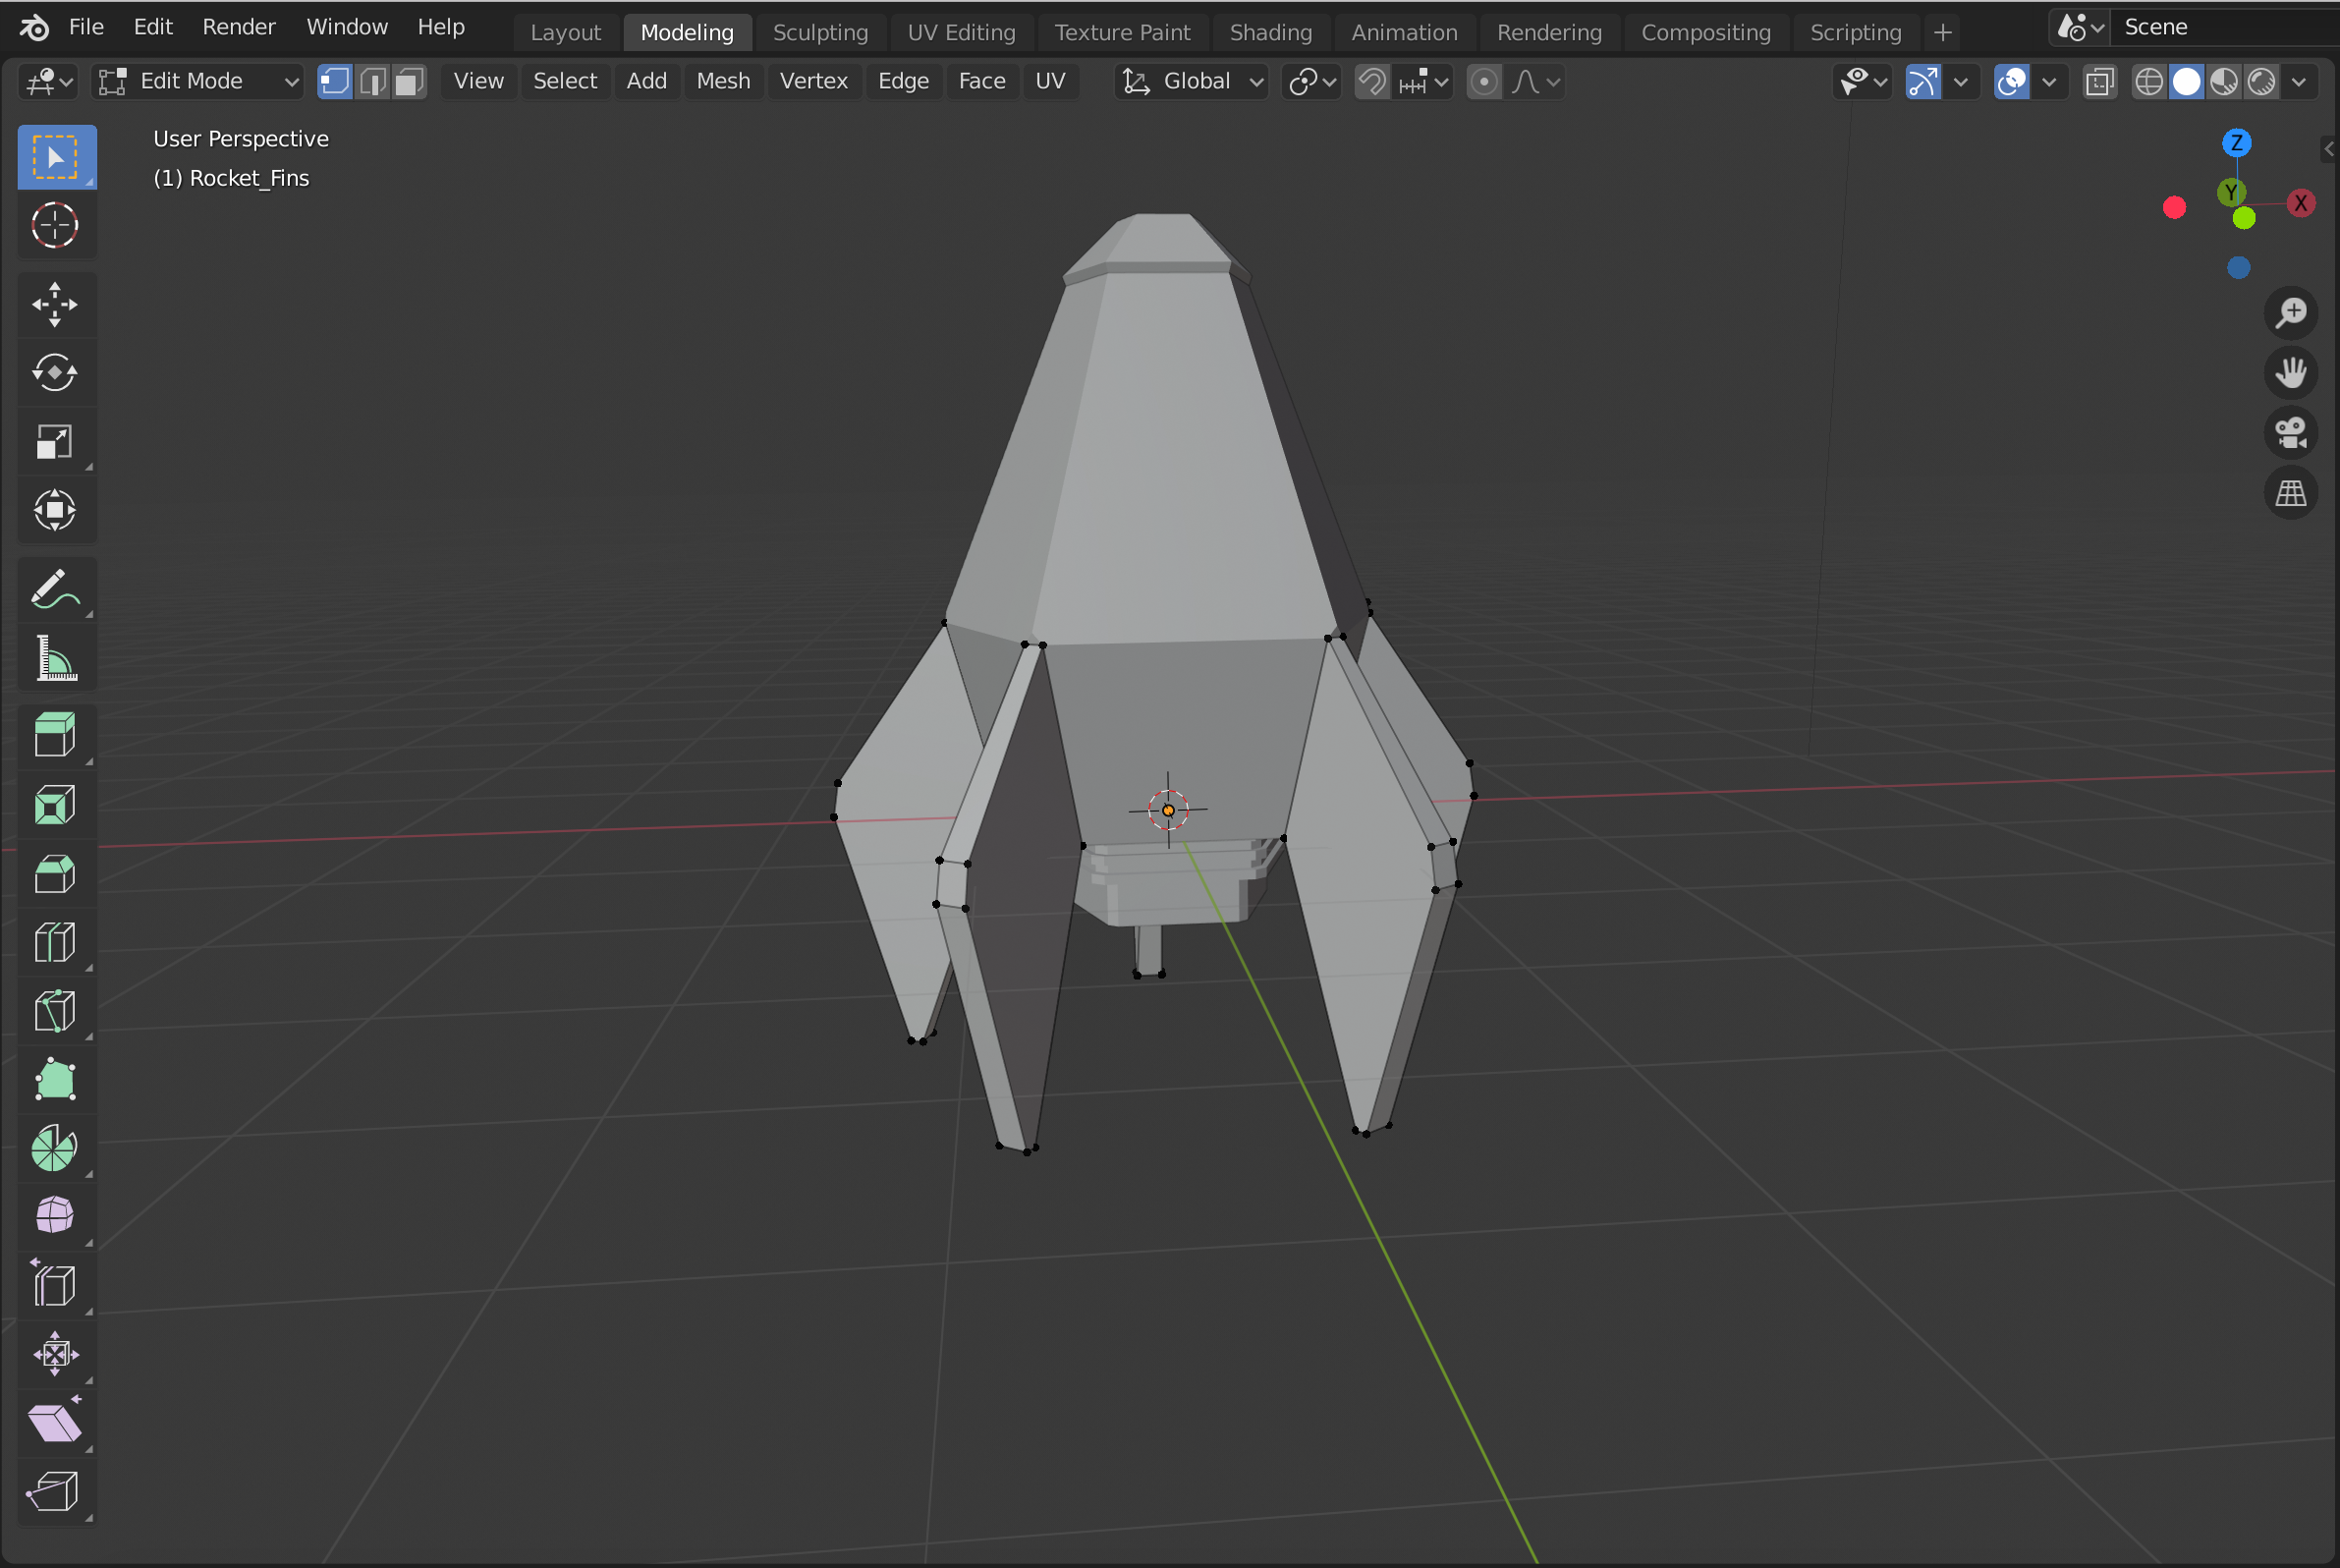 File Edit Render Window Help Layout Modeling Sculpting UV Editing Texture Paint Shading Animation Rendering Compositing Scripting + Scene
Edit Mode View Select Add Mesh Vertex Edge Face UV Global
User Perspective
(1) Rocket_Fins
Z
Y
X